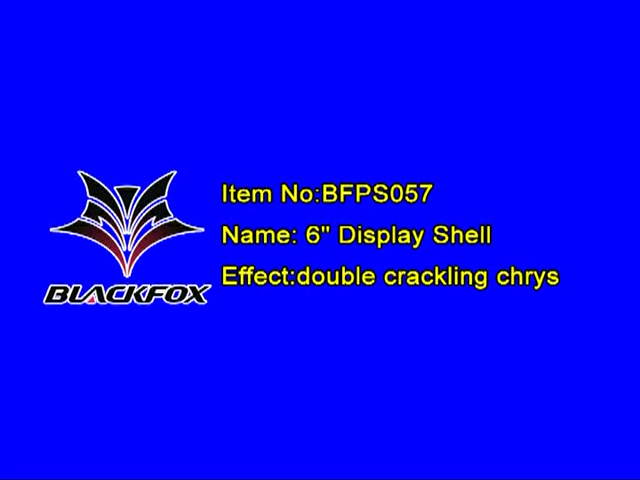 Item No:BFPS057
Name: 6" Display Shell
Effect:double crackling chrys
BLACKFOX